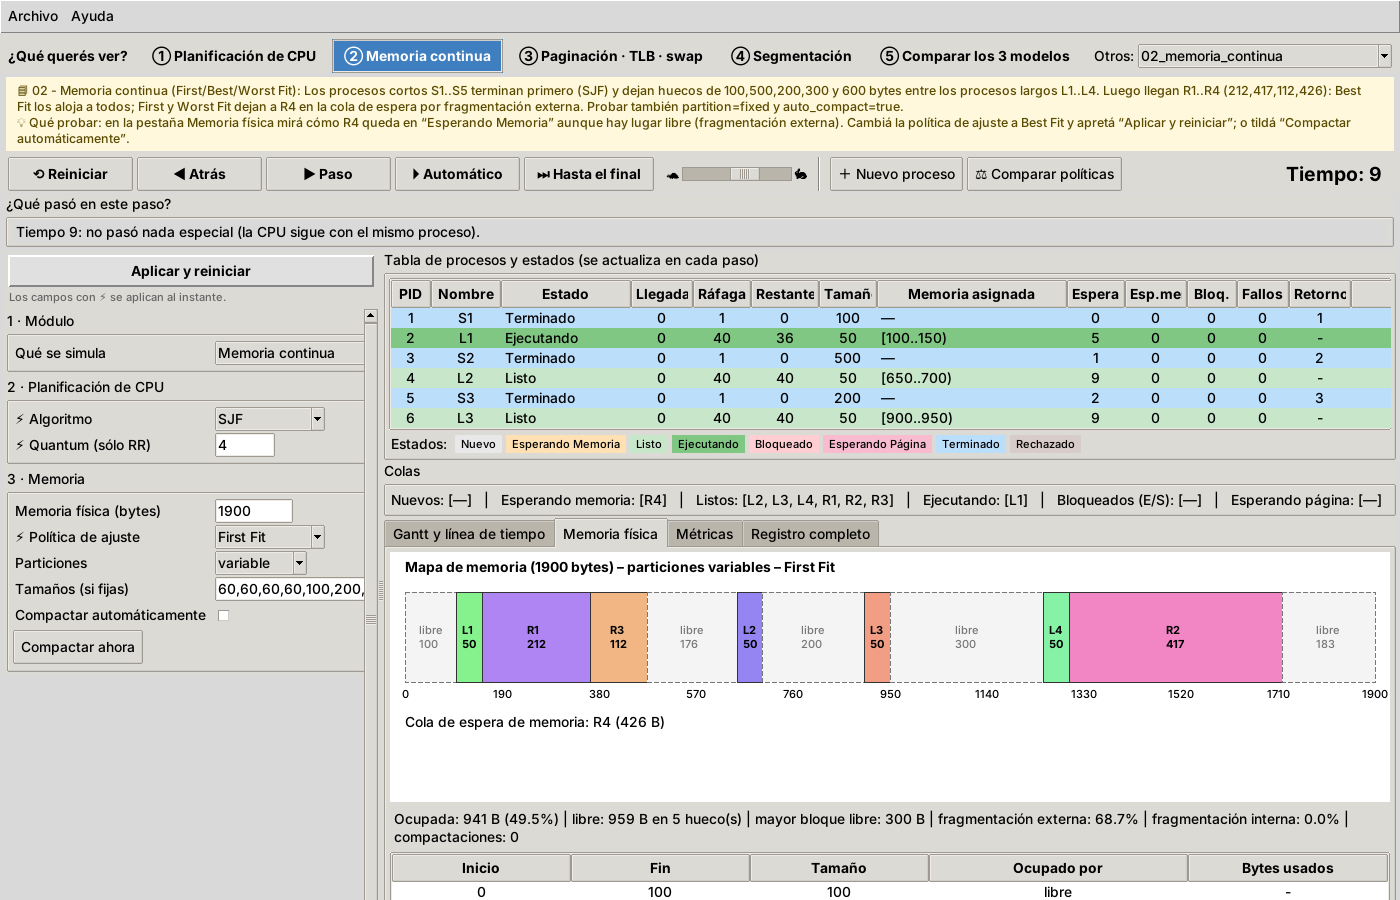 Archivo Ayuda
¿Qué querés ver? ① Planificación de CPU ② Memoria continua ③ Paginación · TLB · swap ④ Segmentación ⑤ Comparar los 3 modelos Otros: 02_memoria_continua
02 - Memoria continua (First/Best/Worst Fit): Los procesos cortos S1..S5 terminan primero (SJF) y dejan huecos de 100,500,200,300 y 600 bytes entre los procesos largos L1..L4. Luego llegan R1..R4 (212,417,112,426): Best
Fit los aloja a todos; First y Worst Fit dejan a R4 en la cola de espera por fragmentación externa. Probar también partition=fixed y auto_compact=true.
Qué probar: en la pestaña Memoria física mirá cómo R4 queda en “Esperando Memoria” aunque hay lugar libre (fragmentación externa). Cambiá la política de ajuste a Best Fit y apretá “Aplicar y reiniciar”; o tildá “Compactar
automáticamente”.
⟲ Reiniciar ◀ Atrás ▶ Paso ⏵ Automático ⏭ Hasta el final + Nuevo proceso ⚖ Comparar políticas Tiempo: 9
¿Qué pasó en este paso?
Tiempo 9: no pasó nada especial (la CPU sigue con el mismo proceso).
Aplicar y reiniciar
Los campos con ⚡ se aplican al instante.
1 · Módulo
Qué se simula Memoria continua
2 · Planificación de CPU
⚡ Algoritmo SJF
⚡ Quantum (sólo RR) 4
3 · Memoria
Memoria física (bytes) 1900
⚡ Política de ajuste First Fit
Particiones variable
Tamaños (si fijas) 60,60,60,60,100,200,
Compactar automáticamente
Compactar ahora
Tabla de procesos y estados (se actualiza en cada paso)
PID Nombre Estado Llegada Ráfaga Restante Tamañ Memoria asignada Espera Esp.me Bloq. Fallos Retorno
1 S1 Terminado 0 1 0 100 — 0 0 0 0 1
2 L1 Ejecutando 0 40 36 50 [100..150) 5 0 0 0 -
3 S2 Terminado 0 1 0 500 — 1 0 0 0 2
4 L2 Listo 0 40 40 50 [650..700) 9 0 0 0 -
5 S3 Terminado 0 1 0 200 — 2 0 0 0 3
6 L3 Listo 0 40 40 50 [900..950) 9 0 0 0 -
Estados: Nuevo Esperando Memoria Listo Ejecutando Bloqueado Esperando Página Terminado Rechazado
Colas
Nuevos: [—] | Esperando memoria: [R4] | Listos: [L2, L3, L4, R1, R2, R3] | Ejecutando: [L1] | Bloqueados (E/S): [—] | Esperando página: [—]
Gantt y línea de tiempo Memoria física Métricas Registro completo
Mapa de memoria (1900 bytes) – particiones variables – First Fit
libre L1 R1 R3 libre L2 libre L3 libre L4 R2 libre
100 50 212 112 176 50 200 50 300 50 417 183
0 190 380 570 760 950 1140 1330 1520 1710 1900
Cola de espera de memoria: R4 (426 B)
Ocupada: 941 B (49.5%) | libre: 959 B en 5 hueco(s) | mayor bloque libre: 300 B | fragmentación externa: 68.7% | fragmentación interna: 0.0% |
compactaciones: 0
Inicio Fin Tamaño Ocupado por Bytes usados
0 100 100 libre -